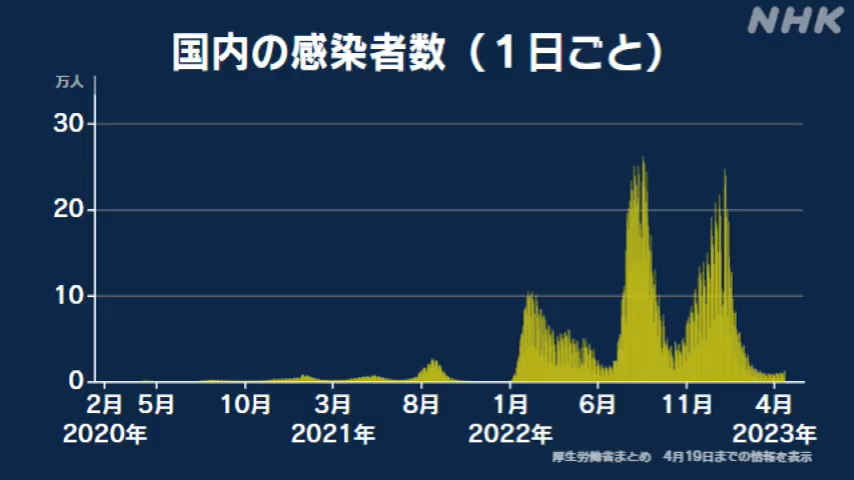 NHK
国内の感染者数（１日ごと）
万人
30
20
10
0
2月 5月 10月 3月 8月 1月 6月 11月 4月
2020年 2021年 2022年 2023年
厚生労働省まとめ 4月19日までの情報を表示